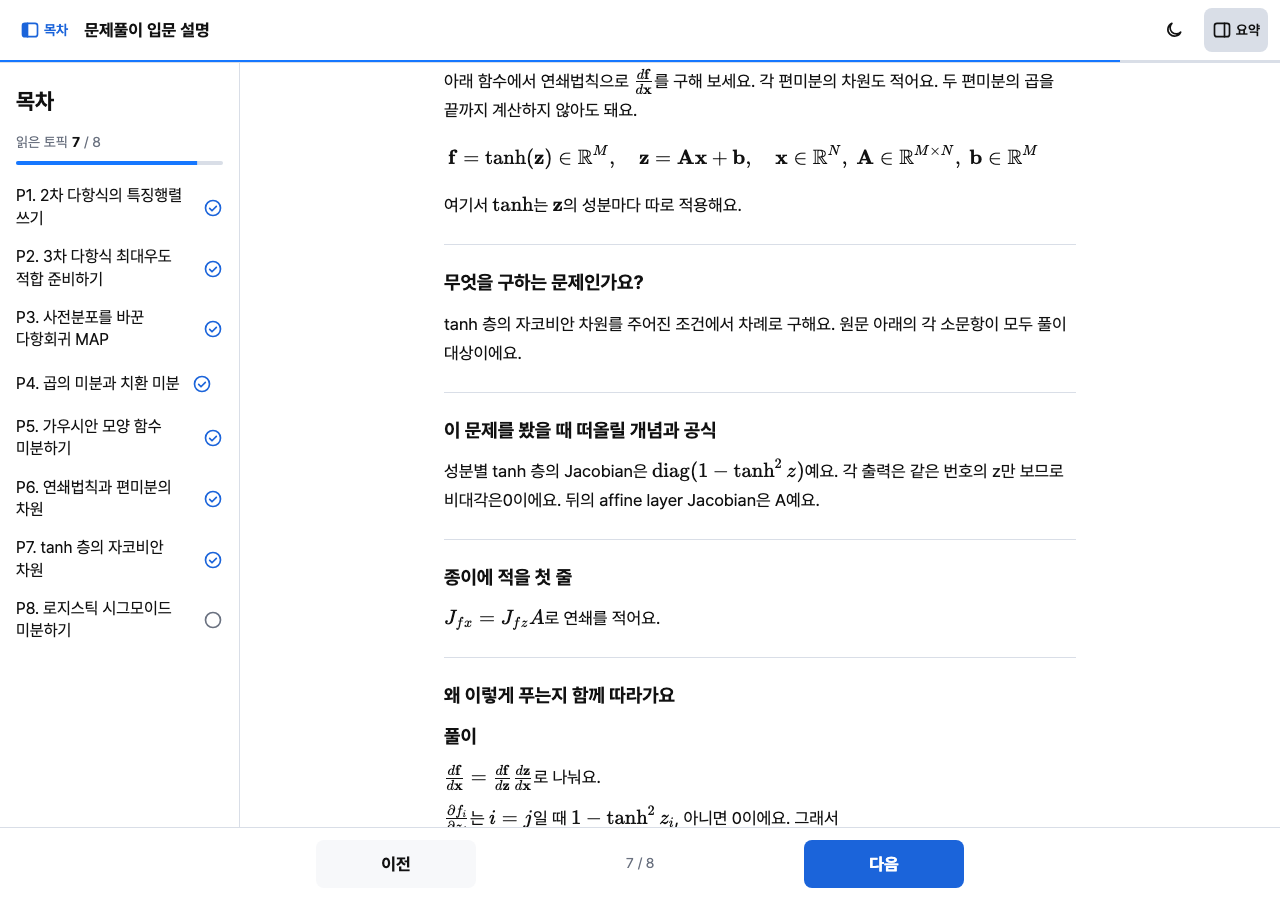 목차 문제풀이 입문 설명 요약
목차
읽은 토픽 7 / 8
P1. 2차 다항식의 특징행렬
쓰기
P2. 3차 다항식 최대우도
적합 준비하기
P3. 사전분포를 바꾼
다항회귀 MAP
P4. 곱의 미분과 치환 미분
P5. 가우시안 모양 함수
미분하기
P6. 연쇄법칙과 편미분의
차원
P7. tanh 층의 자코비안
차원
P8. 로지스틱 시그모이드
미분하기
아래 함수에서 연쇄법칙으로 df/dx를 구해 보세요. 각 편미분의 차원도 적어요. 두 편미분의 곱을
끝까지 계산하지 않아도 돼요.
f = tanh(z) ∈ ℝ^M, z = Ax + b, x ∈ ℝ^N, A ∈ ℝ^{M×N}, b ∈ ℝ^M
여기서 tanh는 z의 성분마다 따로 적용해요.
무엇을 구하는 문제인가요?
tanh 층의 자코비안 차원를 주어진 조건에서 차례로 구해요. 원문 아래의 각 소문항이 모두 풀이
대상이에요.
이 문제를 봤을 때 떠올릴 개념과 공식
성분별 tanh 층의 Jacobian은 diag(1 − tanh² z)예요. 각 출력은 같은 번호의 z만 보므로
비대각은0이에요. 뒤의 affine layer Jacobian은 A예요.
종이에 적을 첫 줄
J_{fx} = J_{fz}A로 연쇄를 적어요.
왜 이렇게 푸는지 함께 따라가요
풀이
df/dx = df/dz dz/dx로 나눠요.
∂f_i/∂z_j는 i = j일 때 1 − tanh² z_i, 아니면 0이에요. 그래서
이전 7 / 8 다음